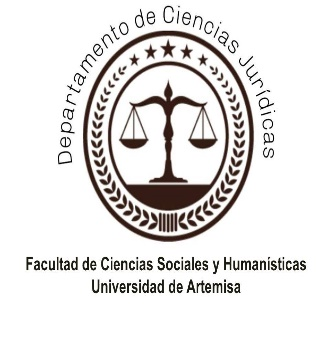 Departamento de Ciencias Jurídicas
Facultad de Ciencias Sociales y Humanísticas
Universidad de Artemisa